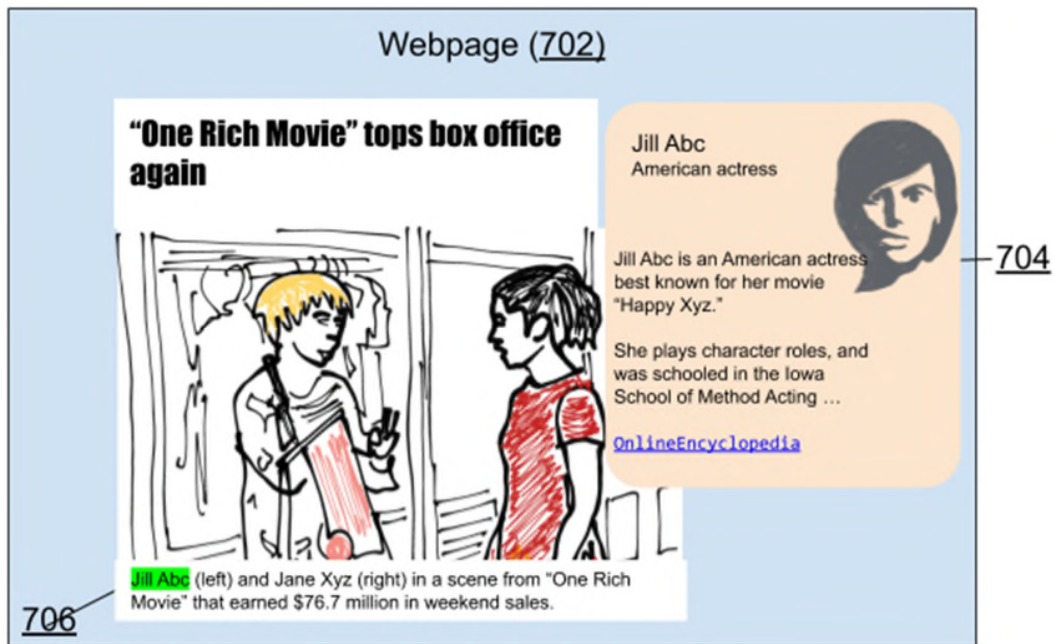 Webpage (702)
“One Rich Movie” tops box office
again
Jill Abc
American actress
Jill Abc is an American actress
best known for her movie
“Happy Xyz.”
She plays character roles, and
was schooled in the Iowa
School of Method Acting ...
OnlineEncyclopedia
704
Jill Abc (left) and Jane Xyz (right) in a scene from “One Rich
Movie” that earned $76.7 million in weekend sales.
706